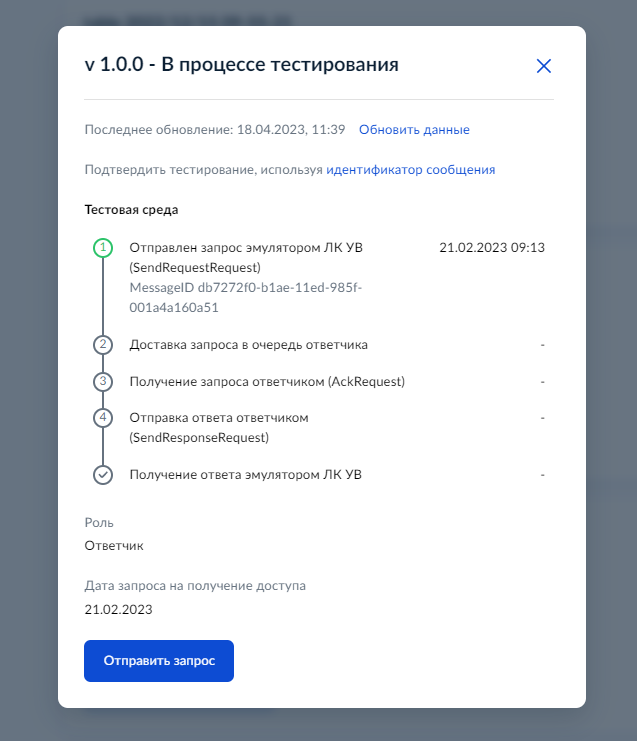 v 1.0.0 - В процессе тестирования
Последнее обновление: 18.04.2023, 11:39 Обновить данные
Подтвердить тестирование, используя идентификатор сообщения
Тестовая среда
1 Отправлен запрос эмулятором ЛК УВ 21.02.2023 09:13
(SendRequestRequest)
MessageID db7272f0-b1ae-11ed-985f-
001a4a160a51
2 Доставка запроса в очередь ответчика -
3 Получение запроса ответчиком (AckRequest) -
4 Отправка ответа ответчиком -
(SendResponseRequest)
Получение ответа эмулятором ЛК УВ -
Роль
Ответчик
Дата запроса на получение доступа
21.02.2023
Отправить запрос